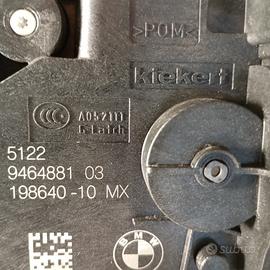 >POM<
Kiekert
A052111
G-Latch
5122
9464881 03
198640-10 MX
BMW
subito